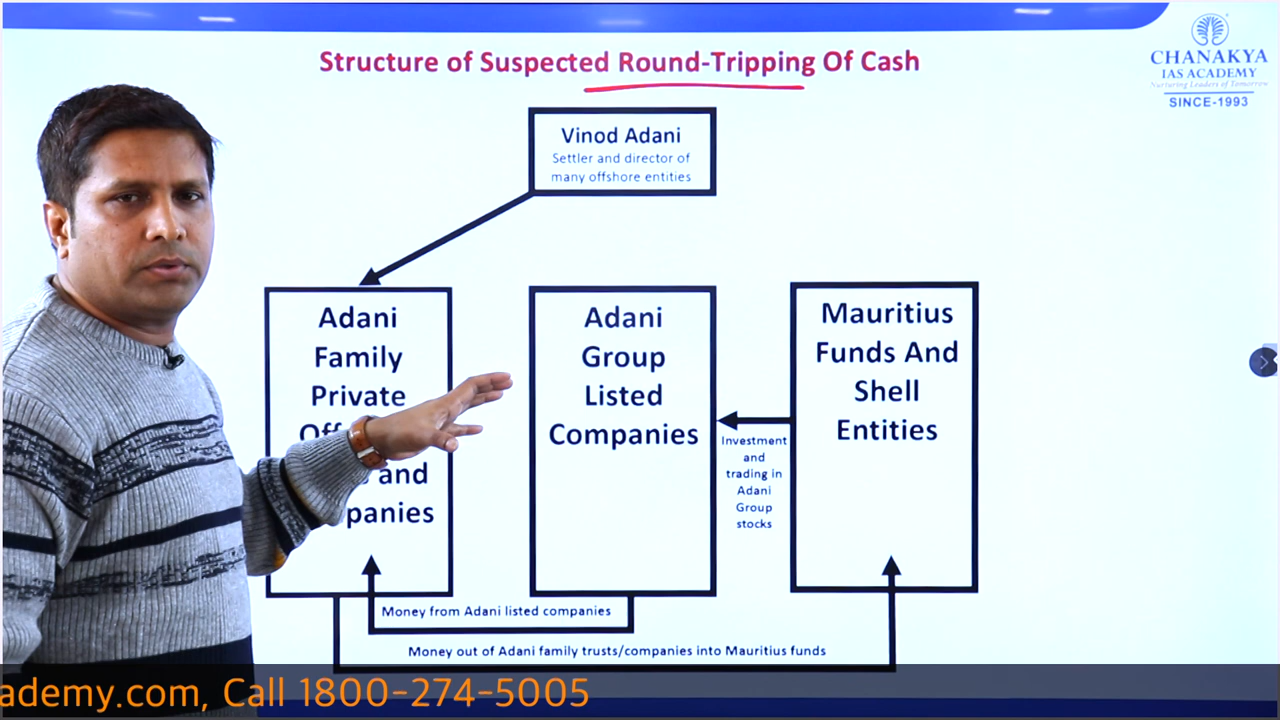 Structure of Suspected Round-Tripping Of Cash
CHANAKYA
IAS ACADEMY
Nurturing Leaders of Tomorrow
SINCE-1993
Vinod Adani
Settler and director of
many offshore entities
Adani
Family
Private
and
panies
Adani
Group
Listed
Companies
Mauritius
Funds And
Shell
Entities
Investment
and
trading in
Adani
Group
stocks
Money from Adani listed companies
Money out of Adani family trusts/companies into Mauritius funds
ademy.com, Call 1800-274-5005